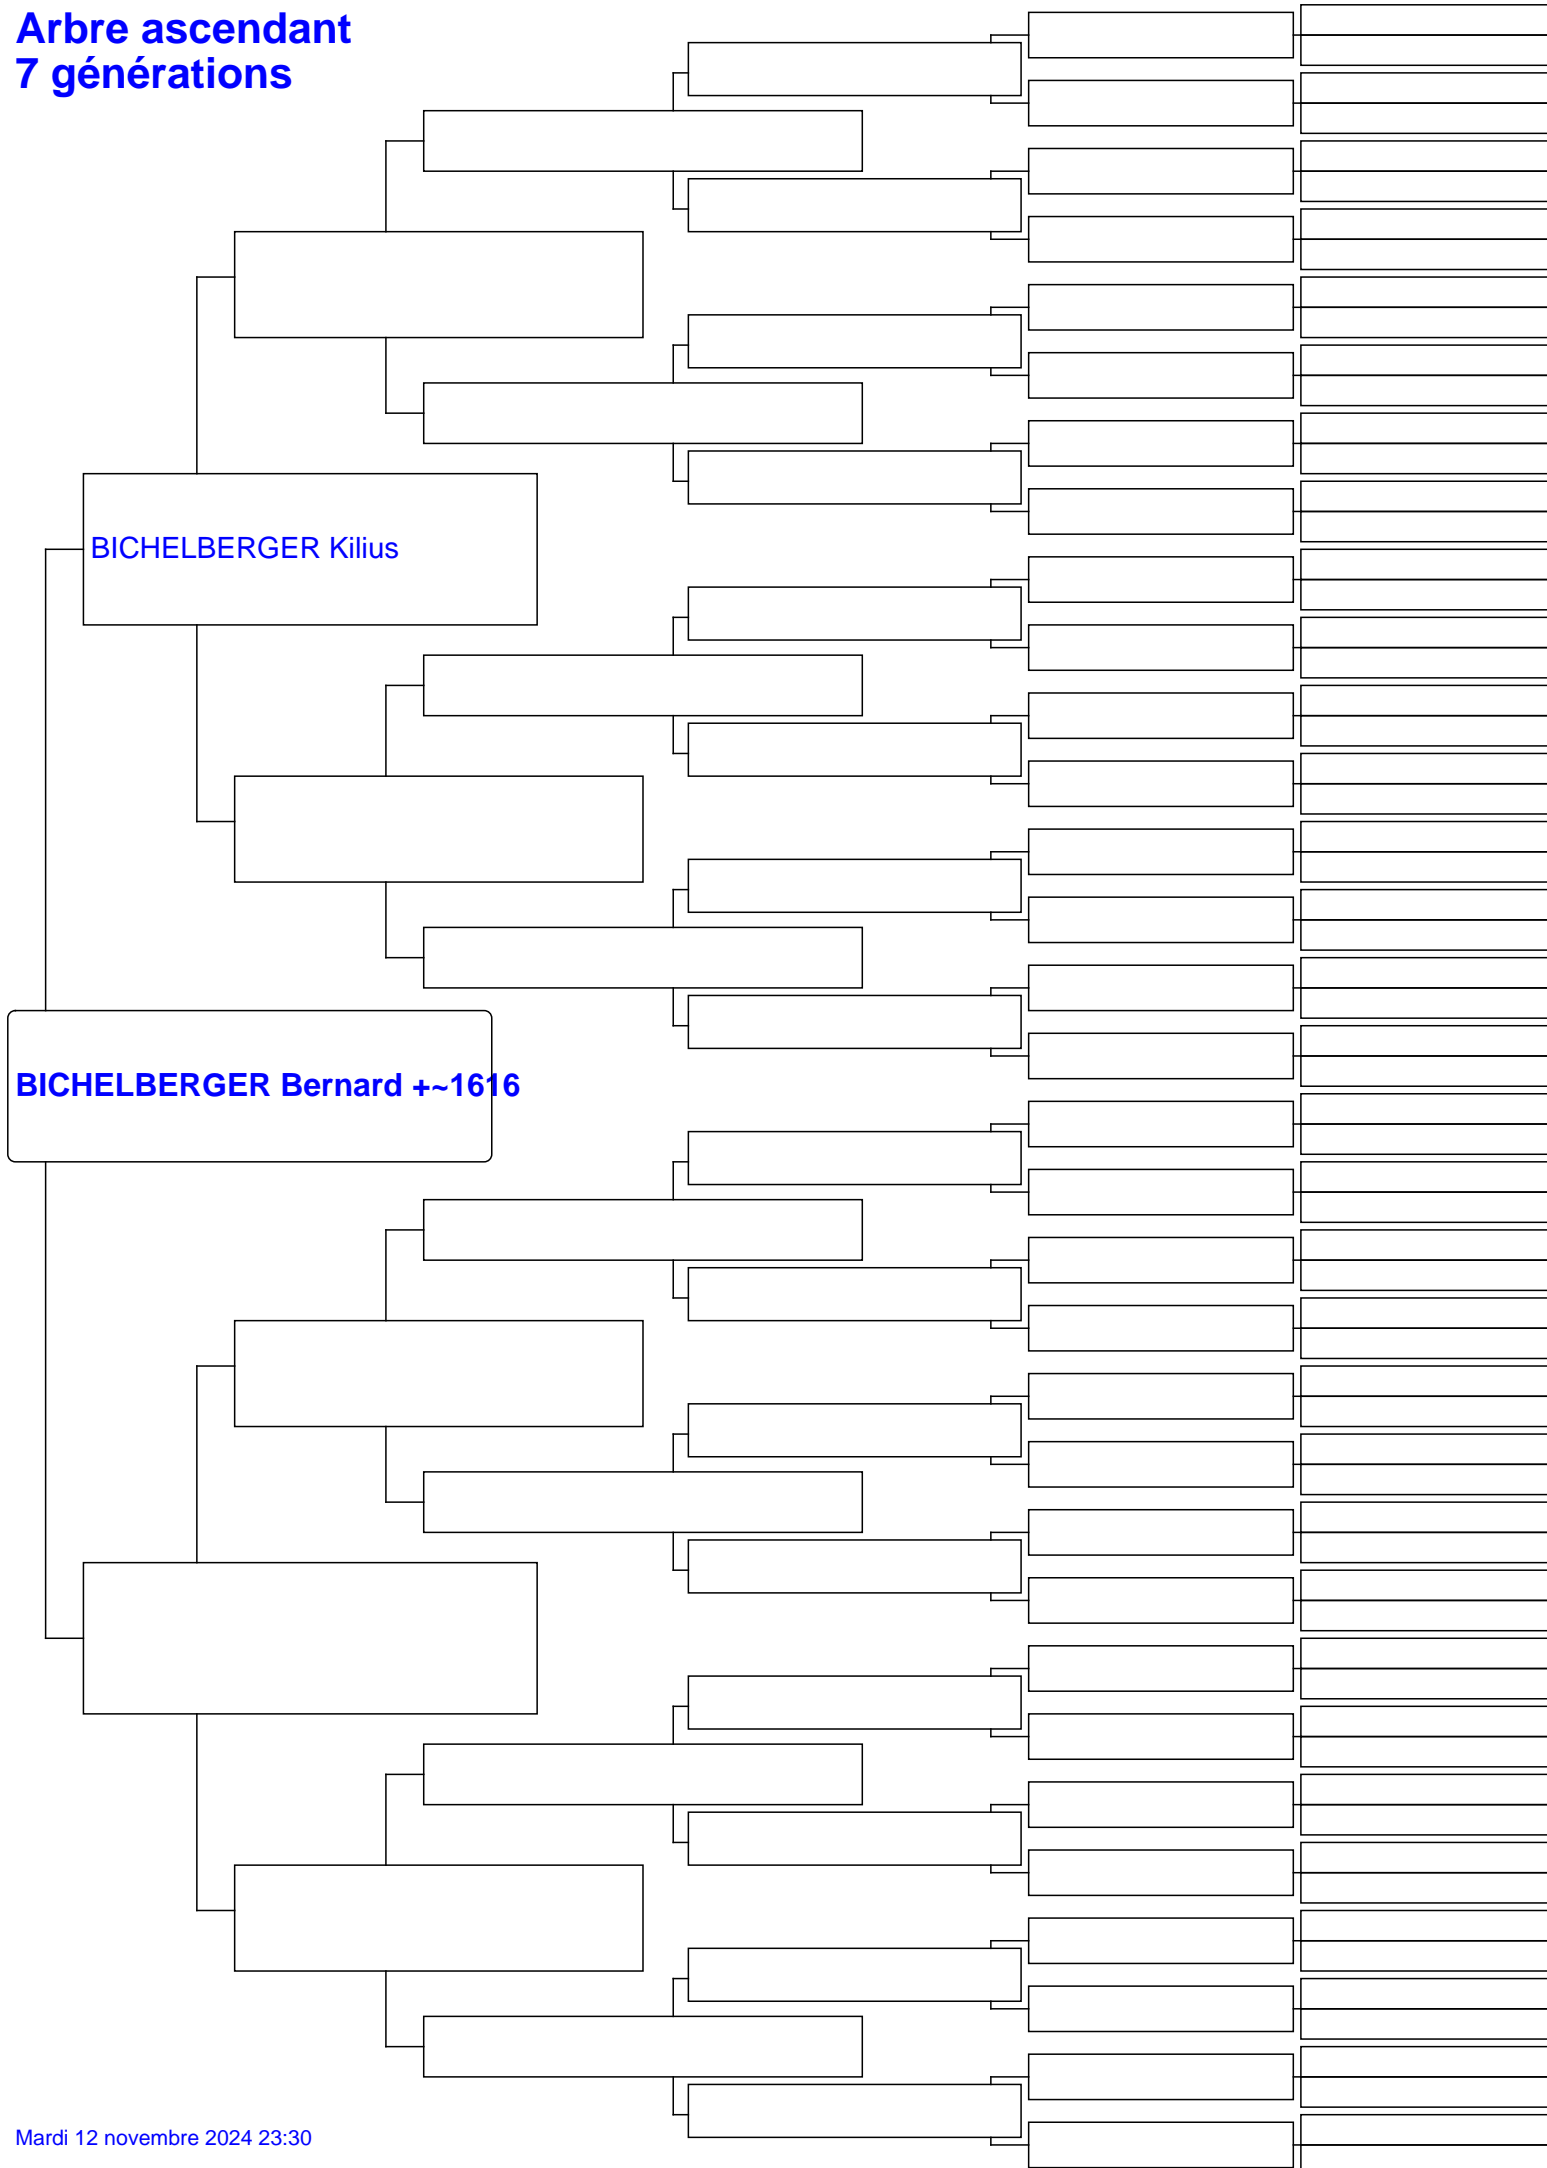 Arbre ascendant
7 générations
BICHELBERGER Kilius
BICHELBERGER Bernard +~1616
Mardi 12 novembre 2024 23:30